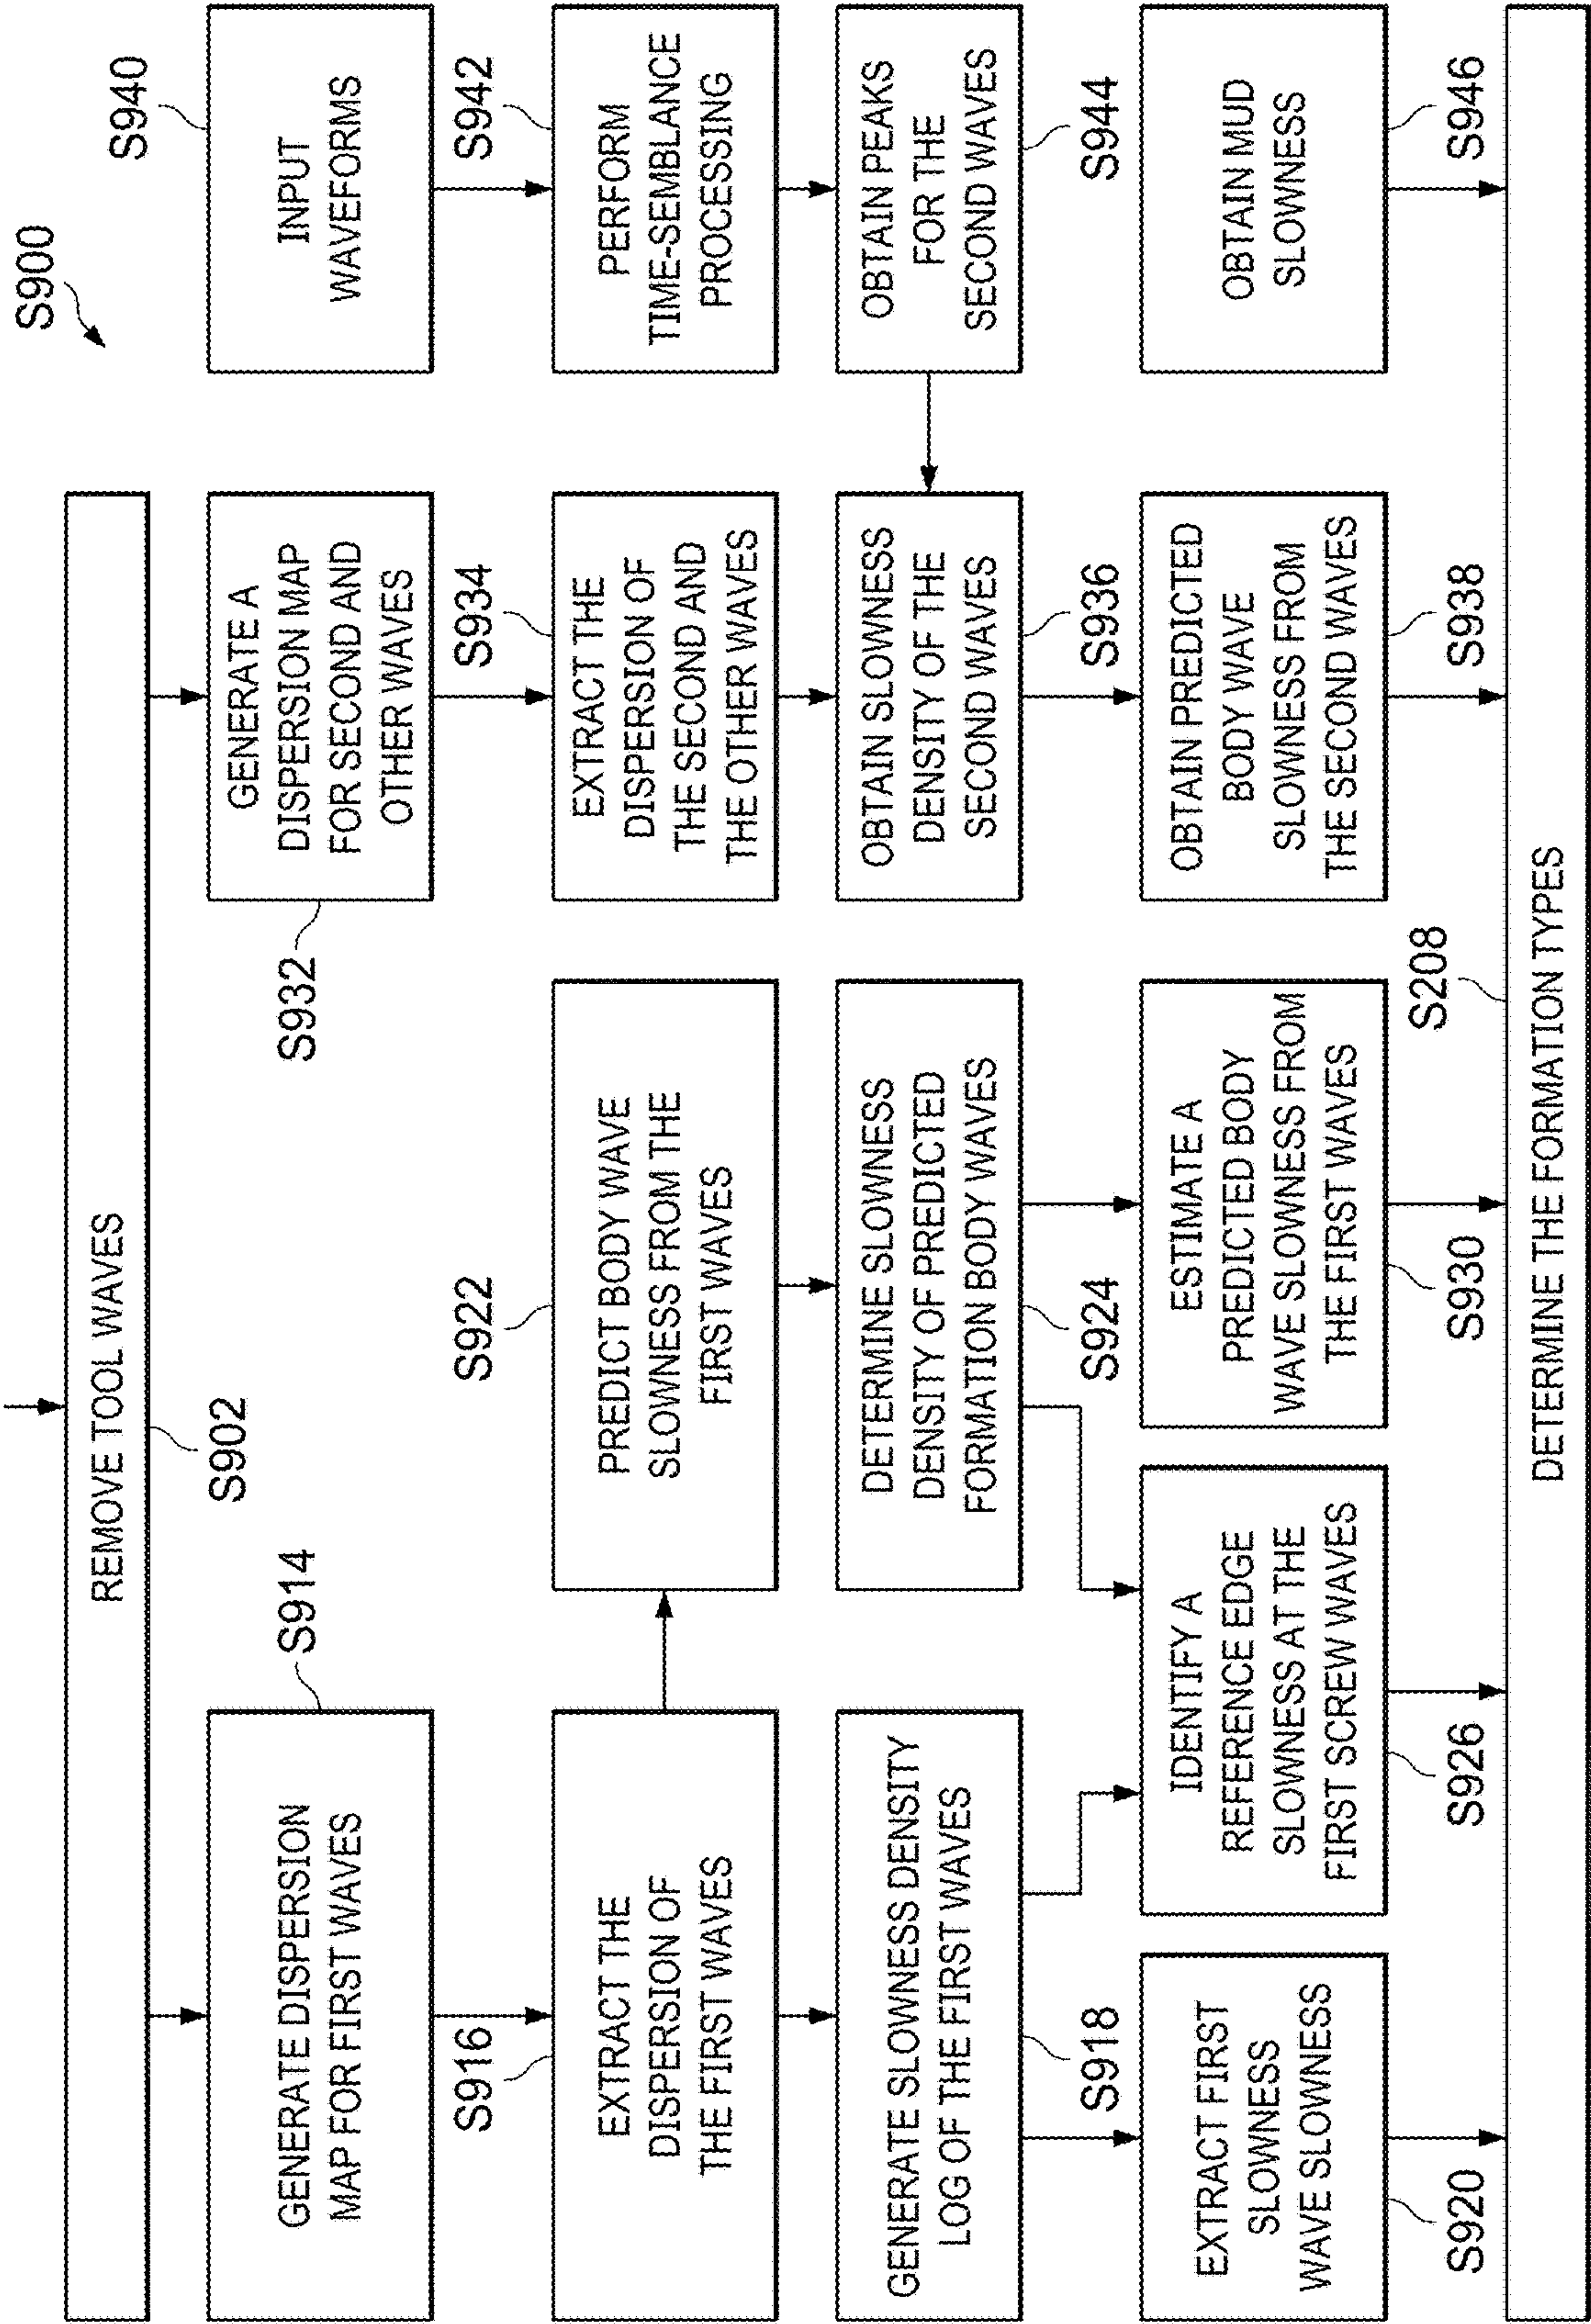 S900
REMOVE TOOL WAVES
S902
S914
GENERATE DISPERSION
MAP FOR FIRST WAVES
S932
GENERATE A
DISPERSION MAP
FOR SECOND AND
OTHER WAVES
S940
INPUT
WAVEFORMS
S916
EXTRACT THE
DISPERSION OF
THE FIRST WAVES
S922
PREDICT BODY WAVE
SLOWNESS FROM THE
FIRST WAVES
S934
EXTRACT THE
DISPERSION OF
THE SECOND AND
THE OTHER WAVES
S942
PERFORM
TIME-SEMBLANCE
PROCESSING
GENERATE SLOWNESS DENSITY
LOG OF THE FIRST WAVES
S918
DETERMINE SLOWNESS
DENSITY OF PREDICTED
FORMATION BODY WAVES
S924
OBTAIN SLOWNESS
DENSITY OF THE
SECOND WAVES
S936
OBTAIN PEAKS
FOR THE
SECOND WAVES
S944
EXTRACT FIRST
SLOWNESS
WAVE SLOWNESS
S920
IDENTIFY A
REFERENCE EDGE
SLOWNESS AT THE
FIRST SCREW WAVES
S926
ESTIMATE A
PREDICTED BODY
WAVE SLOWNESS FROM
THE FIRST WAVES
S930
OBTAIN PREDICTED
BODY WAVE
SLOWNESS FROM
THE SECOND WAVES
S938
OBTAIN MUD
SLOWNESS
S946
S208
DETERMINE THE FORMATION TYPES